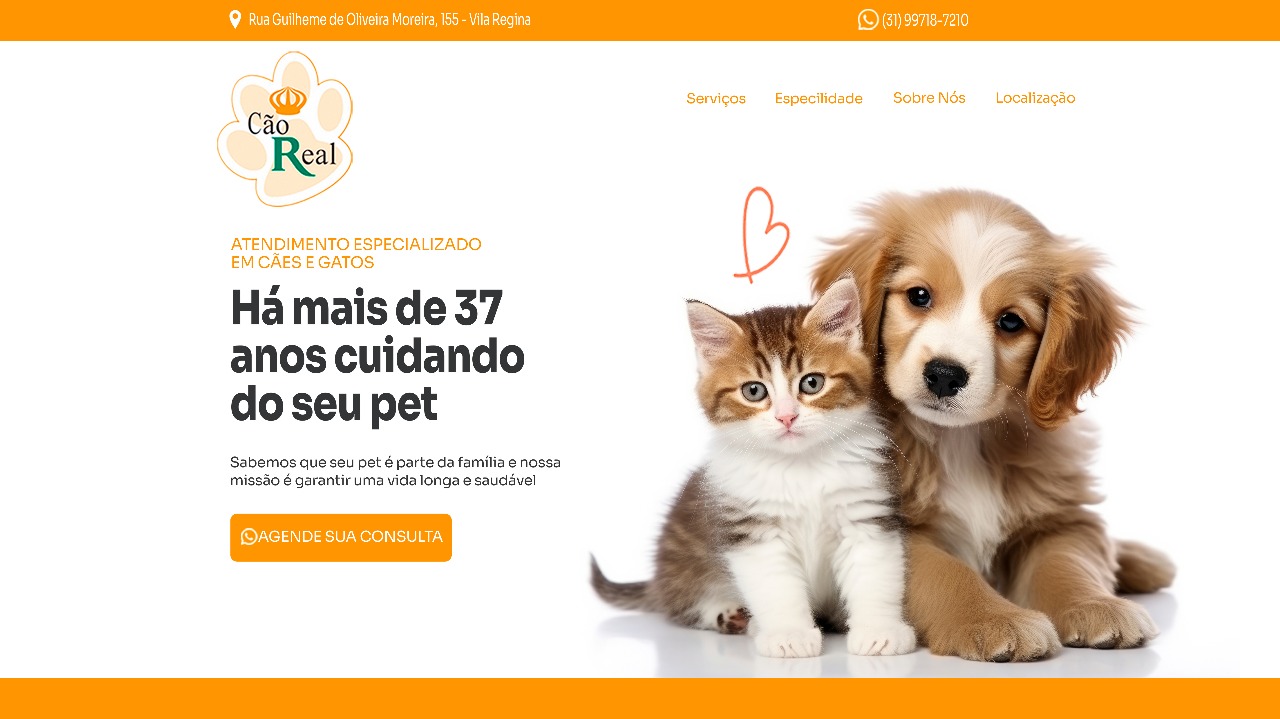 Rua Guilheme de Oliveira Moreira, 155 - Vila Regina
(31) 99718-7210
Cão
Real
Serviços
Especilidade
Sobre Nós
Localização
ATENDIMENTO ESPECIALIZADO
EM CÃES E GATOS
Há mais de 37
anos cuidando
do seu pet
Sabemos que seu pet é parte da família e nossa
missão é garantir uma vida longa e saudável
AGENDE SUA CONSULTA